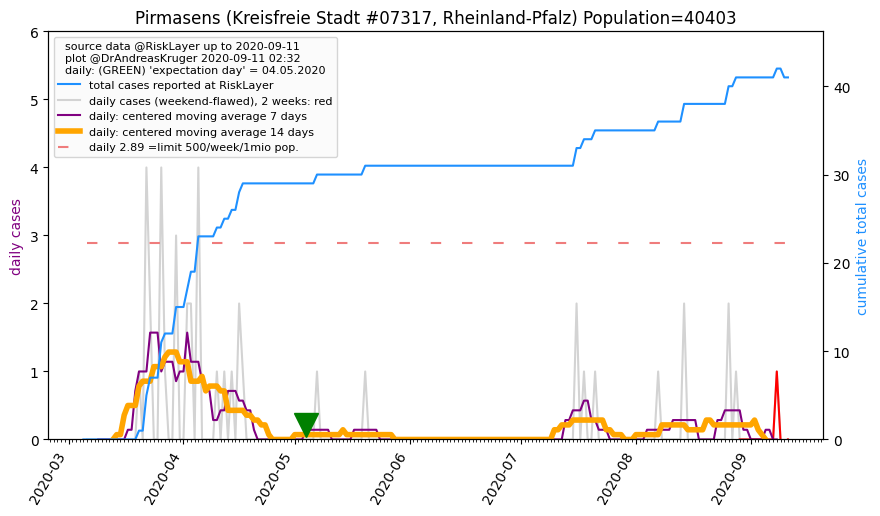 Pirmasens (Kreisfreie Stadt #07317, Rheinland-Pfalz) Population=40403
source data @RiskLayer up to 2020-09-11
plot @DrAndreasKruger 2020-09-11 02:32
daily: (GREEN) 'expectation day' = 04.05.2020
total cases reported at RiskLayer
daily cases (weekend-flawed), 2 weeks: red
daily: centered moving average 7 days
daily: centered moving average 14 days
daily 2.89 =limit 500/week/1mio pop.
daily cases
6
5
4
3
2
1
0
cumulative total cases
40
30
20
10
0
2020-03
2020-04
2020-05
2020-06
2020-07
2020-08
2020-09